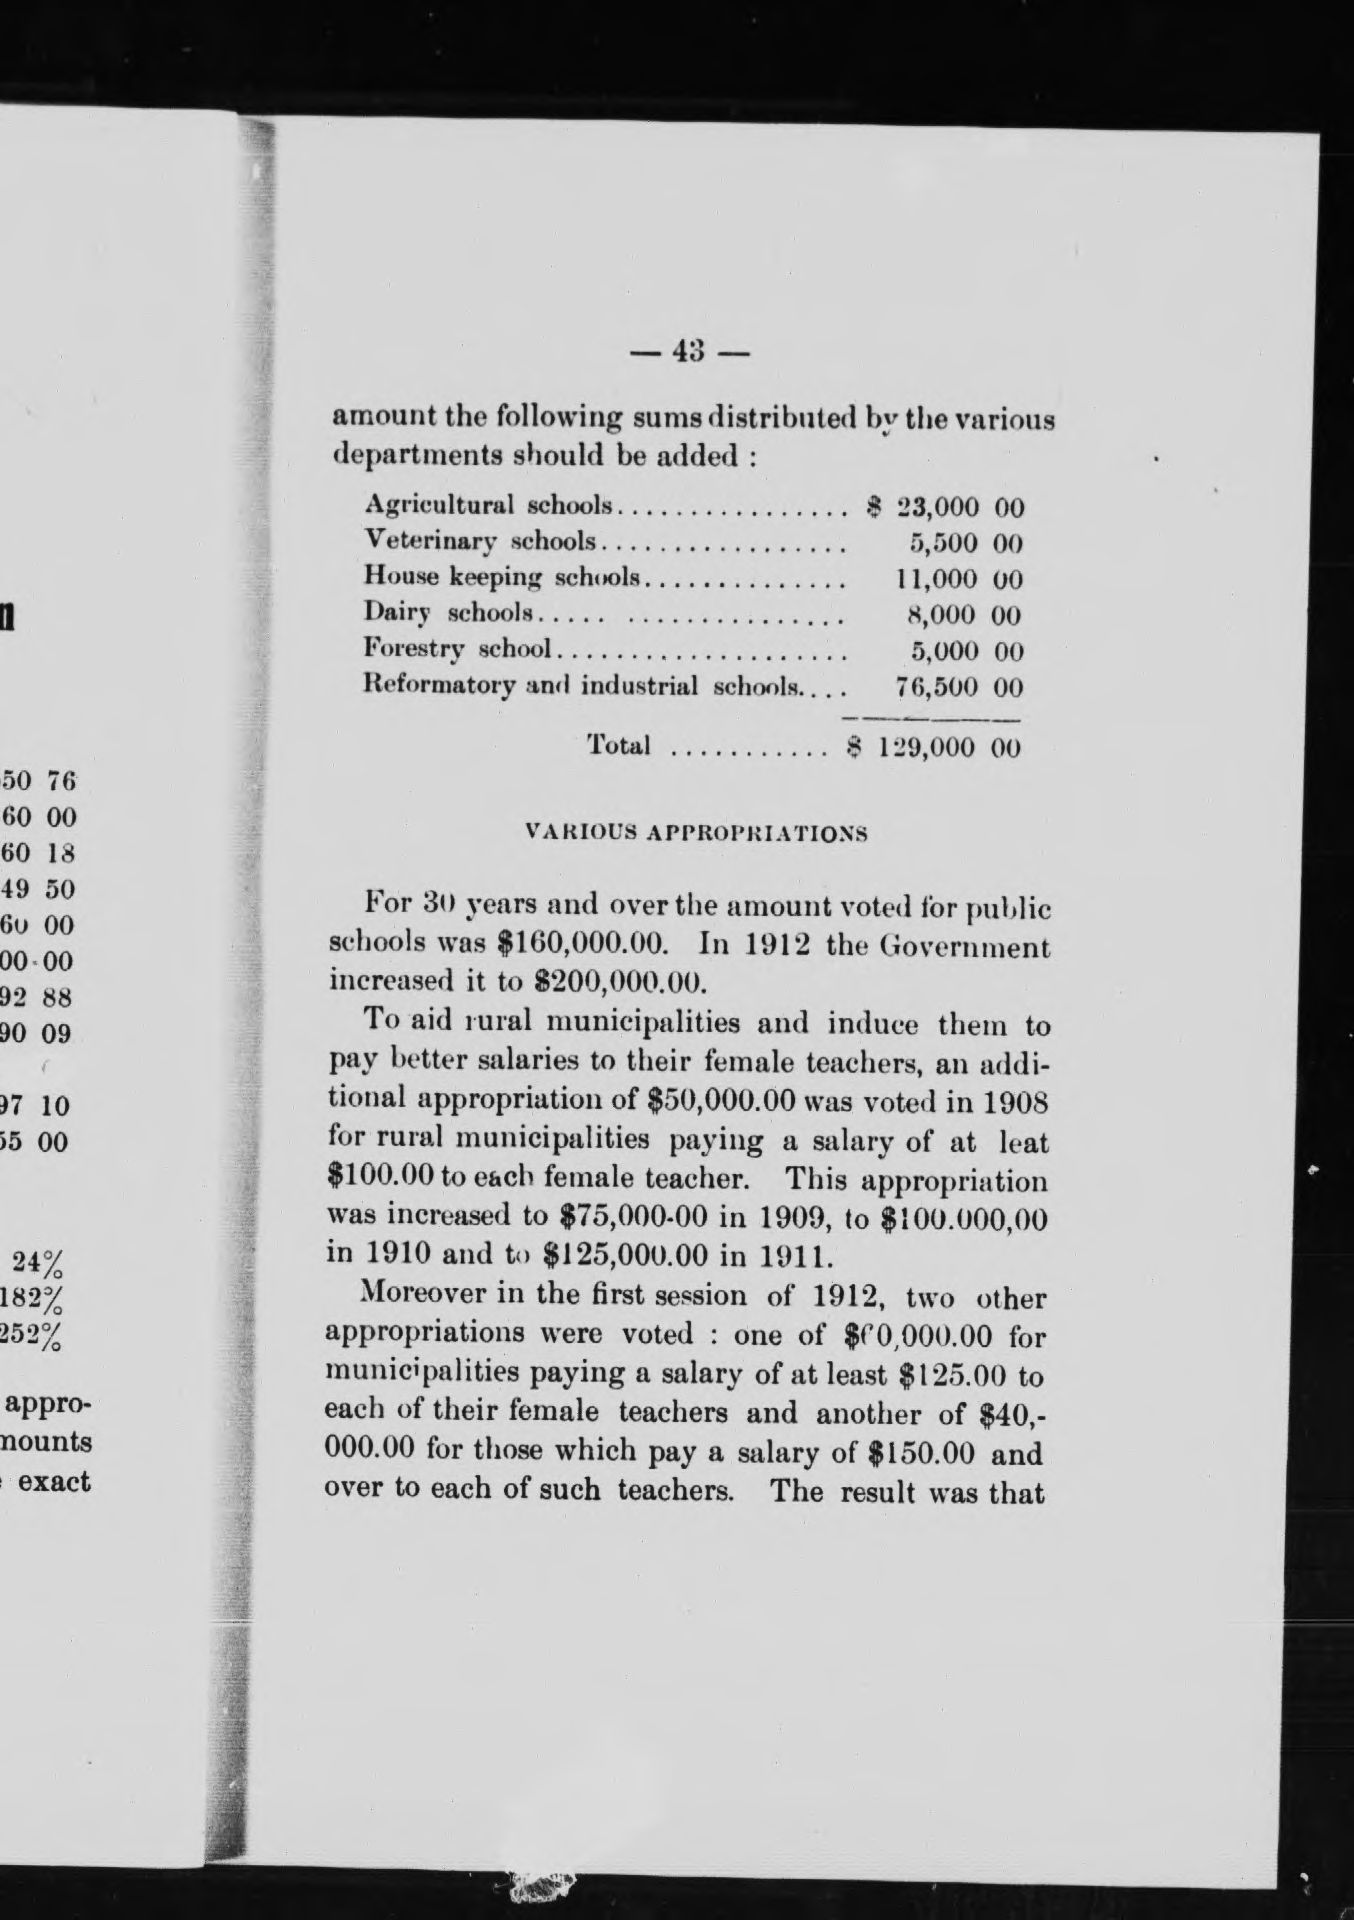 n
50 76
60 00
60 18
49 50
60 00
00-00
92 88
90 09
97 10
55 00
24%
182%
252%
appro-
mounts
exact
— 43 —
amount the following sums distributed by the various
departments should be added :
Agricultural schools................ $ 23,000 00
Veterinary schools................. 5,500 00
House keeping schools.............. 11,000 00
Dairy schools..... ............... 8,000 00
Forestry school.................... 5,000 00
Reformatory and industrial schools.... 76,500 00
Total ........... $ 129,000 00
VARIOUS APPROPRIATIONS
For 30 years and over the amount voted for public
schools was $160,000.00. In 1912 the Government
increased it to $200,000.00.
To aid rural municipalities and induce them to
pay better salaries to their female teachers, an addi-
tional appropriation of $50,000.00 was voted in 1908
for rural municipalities paying a salary of at leat
$100.00 to each female teacher. This appropriation
was increased to $75,000-00 in 1909, to $100.000,00
in 1910 and to $125,000.00 in 1911.
Moreover in the first session of 1912, two other
appropriations were voted : one of for
municipalities paying a salary of at least $125.00 to
each of their female teachers and another of $40,-
000.00 for those which pay a salary of $150.00 and
over to each of such teachers. The result was that